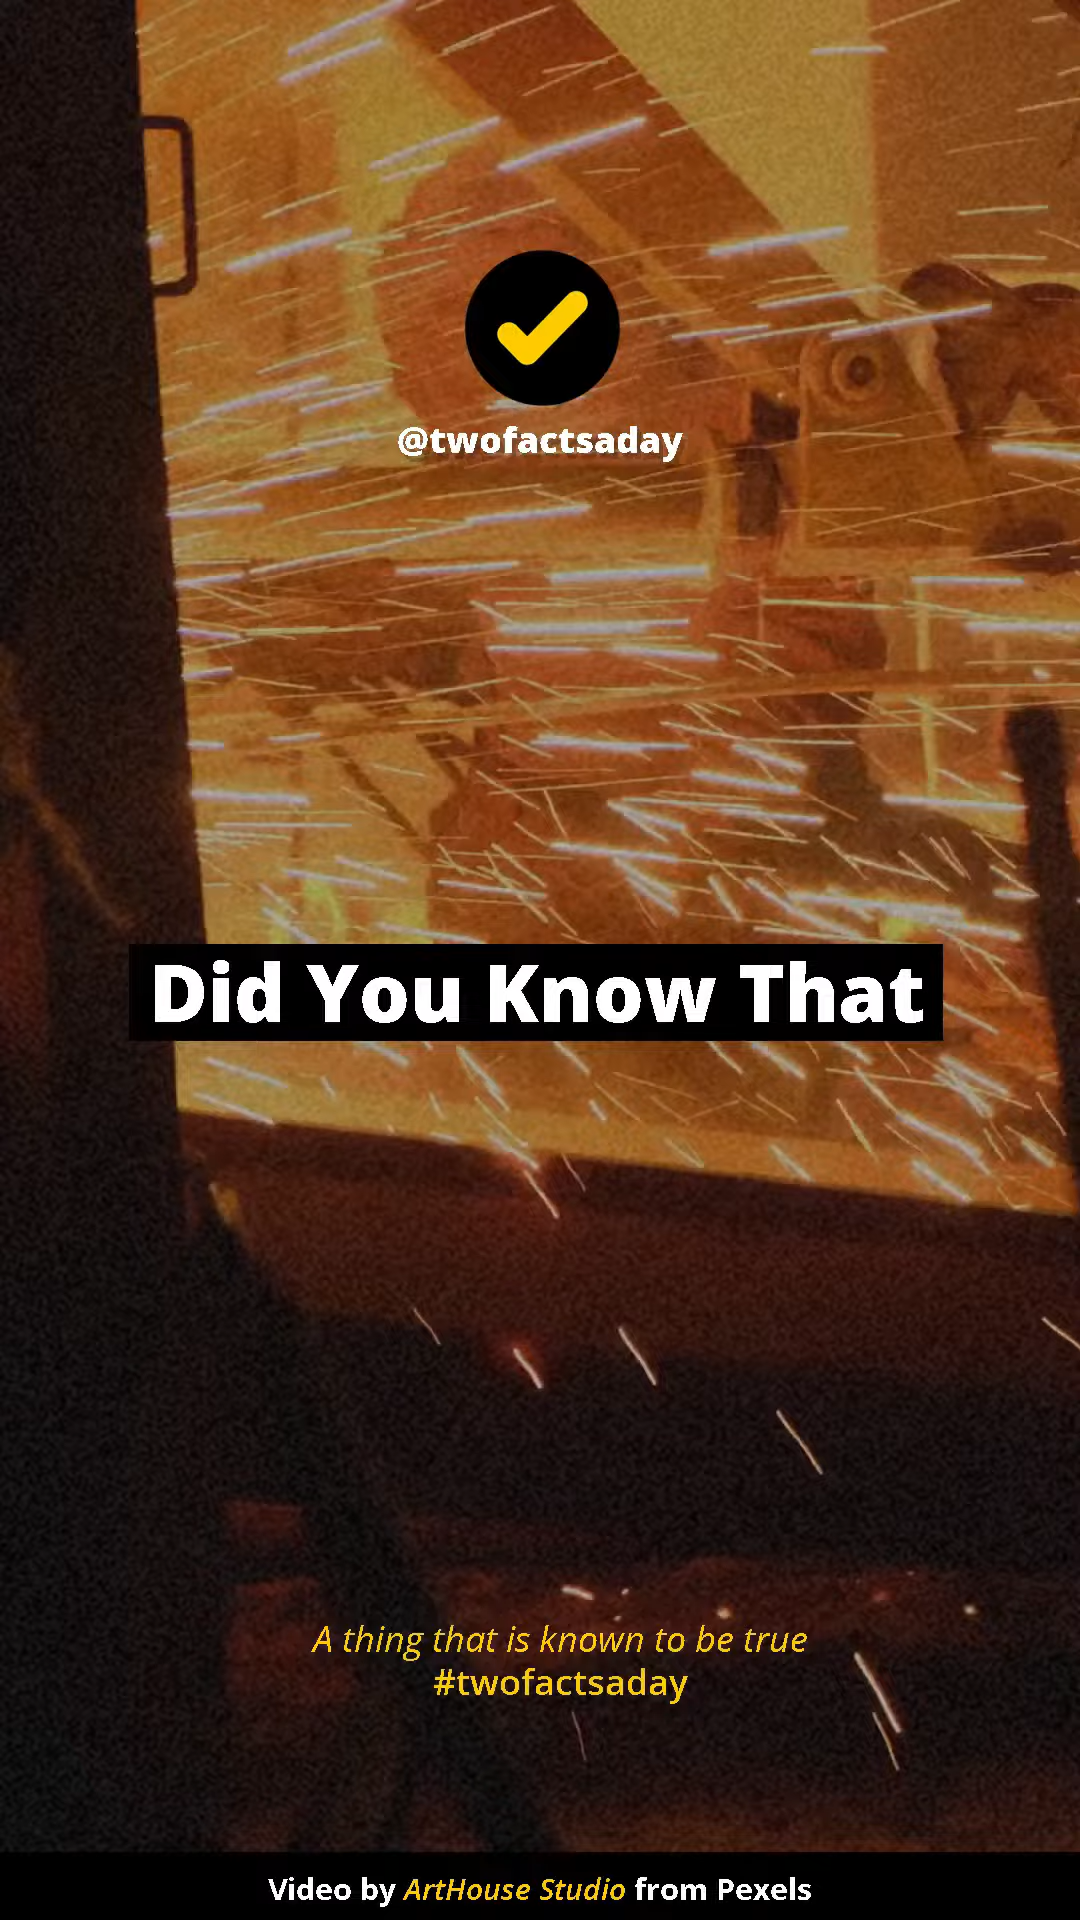 @twofactsaday
Did You Know That
A thing that is known to be true
#twofactsaday
Video by ArtHouse Studio from Pexels